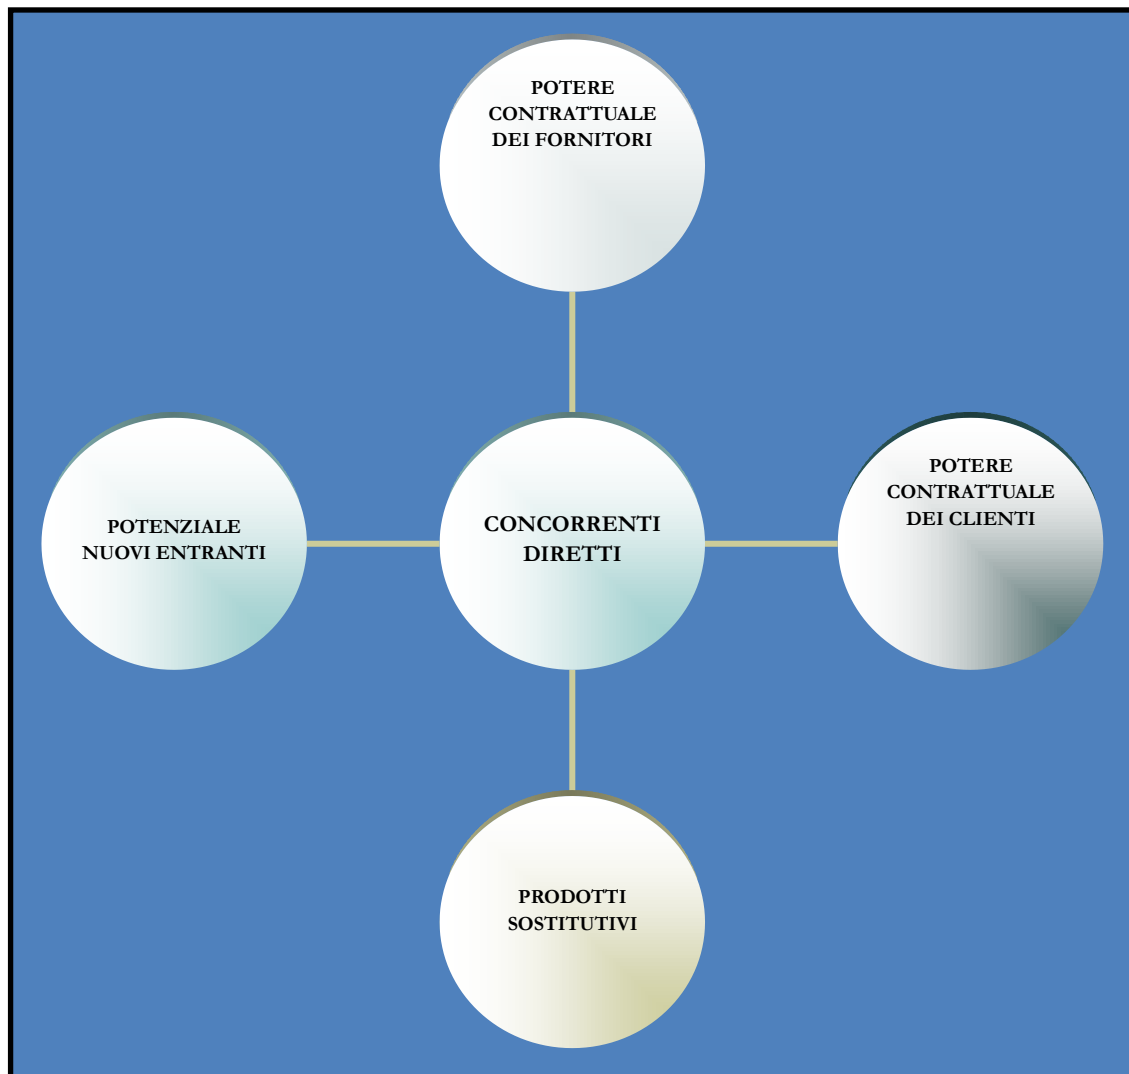 POTERE
CONTRATTUALE
DEI FORNITORI
POTENZIALE
NUOVI ENTRANTI
CONCORRENTI
DIRETTI
POTERE
CONTRATTUALE
DEI CLIENTI
PRODOTTI
SOSTITUTIVI